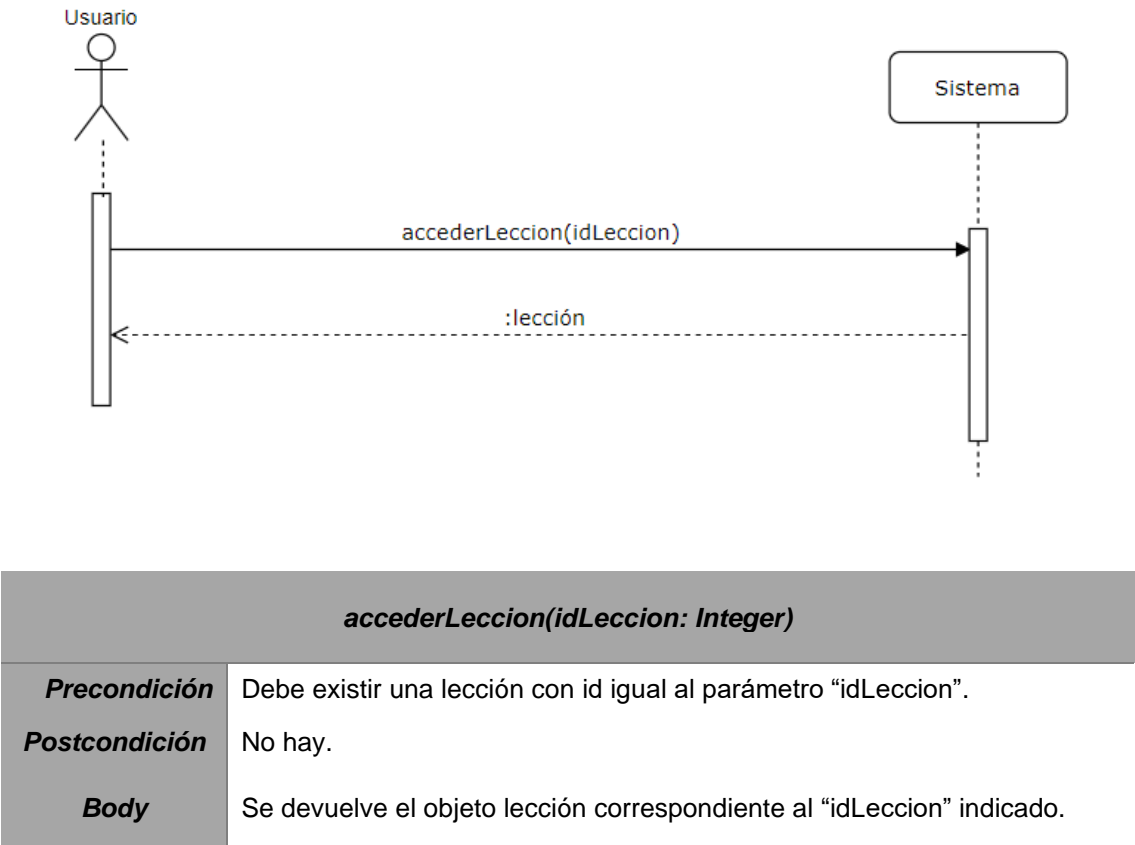 Usuario
Sistema
accederLeccion(idLeccion)
:lección
accederLeccion(idLeccion: Integer)
Precondición Debe existir una lección con id igual al parámetro “idLeccion”.
Postcondición No hay.
Body Se devuelve el objeto lección correspondiente al “idLeccion” indicado.